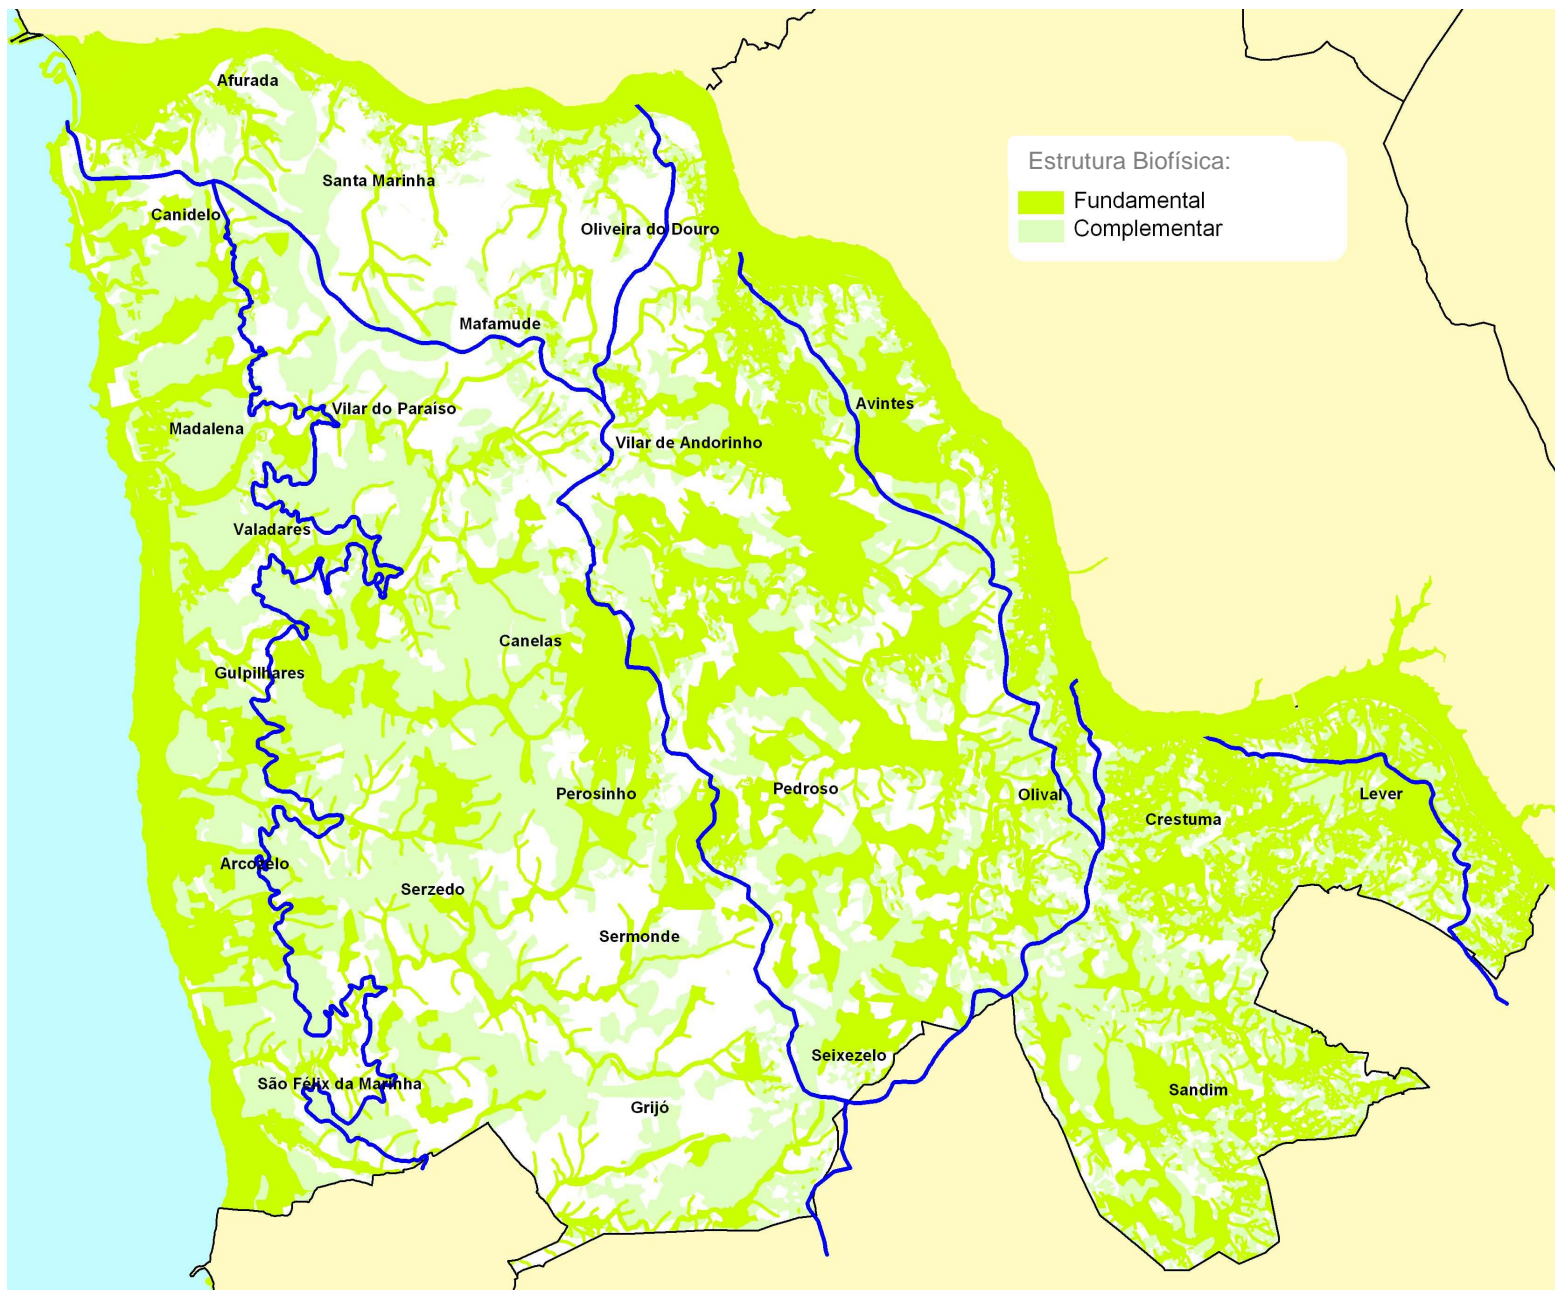 Afurada
Estrutura Biofísica:
Santa Marinha
Fundamental
Canidelo
Oliveira do Douro
Complementar
Mafamude
Avintes
Vilar do Paraíso
Madalena
Vilar de Andorinho
Valadares
Canelas
Gulpilhares
Pedroso
Perosinho
Olival
Lever
Crestuma
Arcozelo
Serzedo
Sermonde
Seixezelo
São Félix da Marinha
Sandim
Grijó